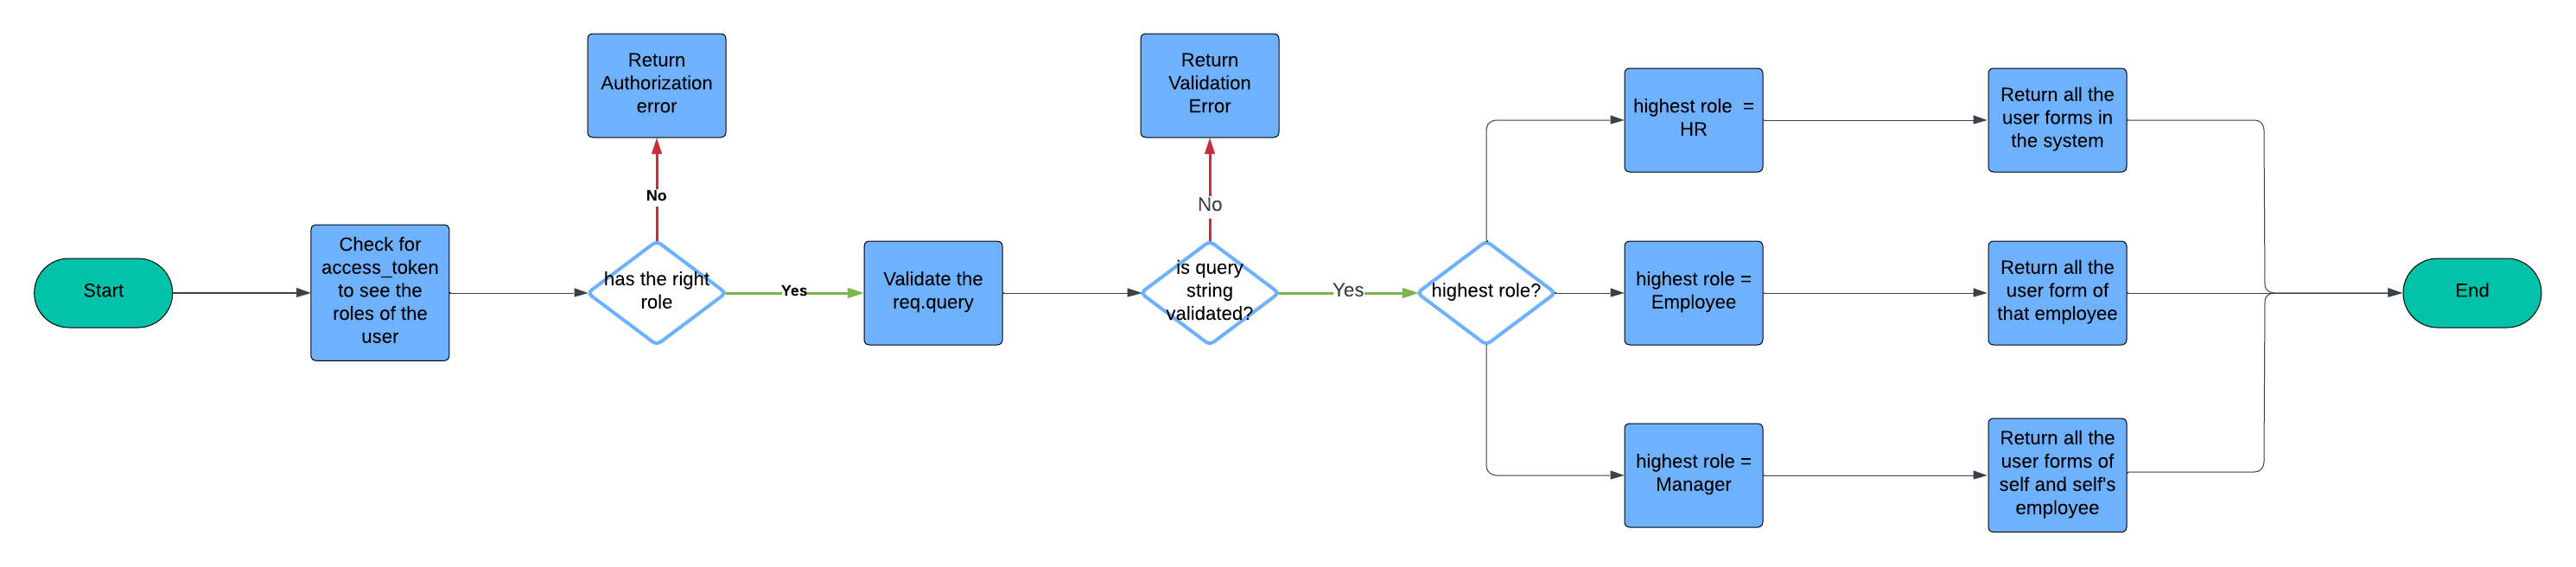 Start
Check for
access_token
to see the
roles of the
user
has the right
role
No
Return
Authorization
error
Yes
Validate the
req.query
is query
string
validated?
No
Return
Validation
Error
Yes
highest role?
highest role  =
HR
Return all the
user forms in
the system
highest role =
Employee
Return all the
user form of
that employee
highest role =
Manager
Return all the
user forms of
self and self's
employee
End